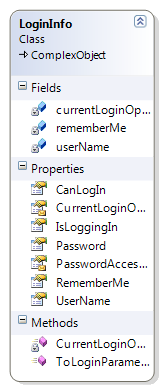 LoginInfo
Class
ComplexObject
Fields
currentLoginOp...
rememberMe
userName
Properties
CanLogIn
CurrentLoginO...
IsLoggingIn
Password
PasswordAcces...
RememberMe
UserName
Methods
CurrentLoginO...
ToLoginParame...